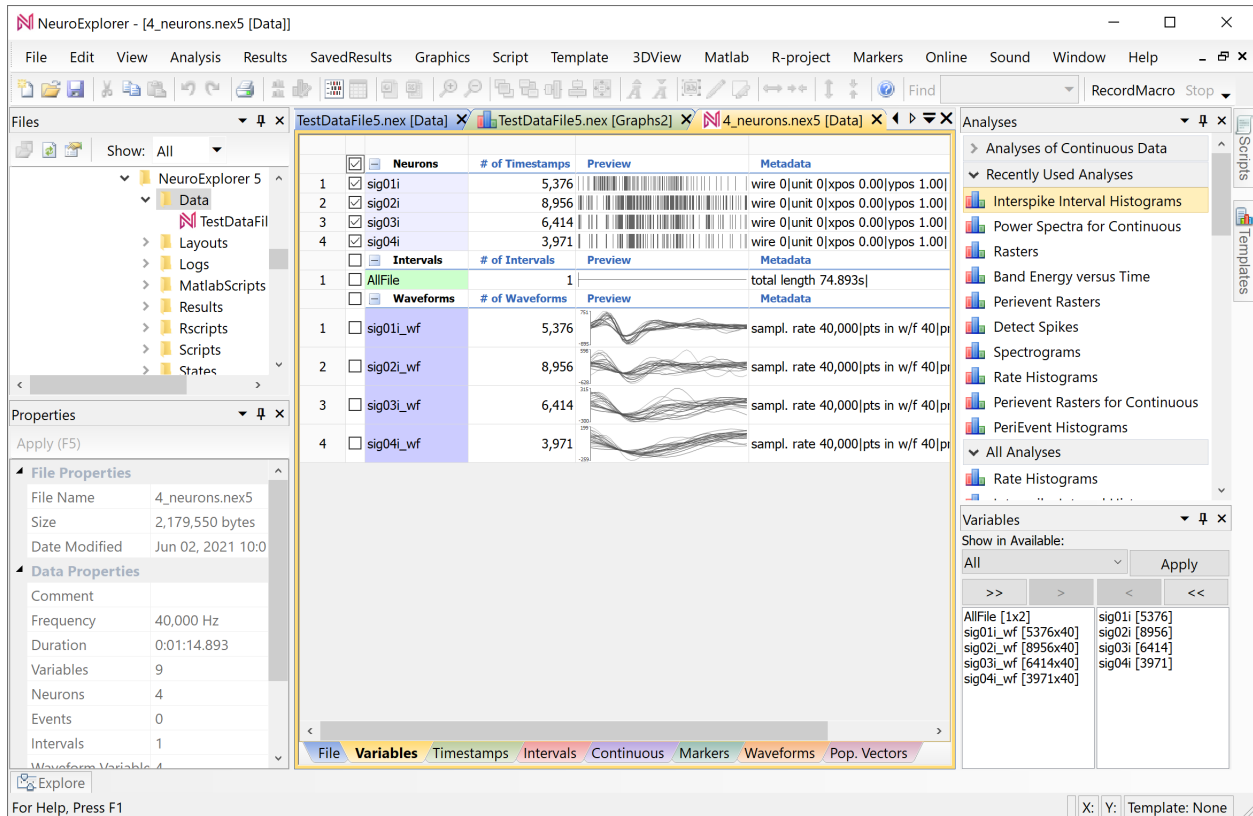 NeuroExplorer - [4_neurons.nex5 [Data]]
File Edit View Analysis Results SavedResults Graphics Script Template 3DView Matlab R-project Markers Online Sound Window Help
Find RecordMacro Stop
Files
Show: All
NeuroExplorer 5
Data
TestDataFil
Layouts
Logs
MatlabScripts
Results
Rscripts
Scripts
States
Properties
Apply (F5)
File Properties
File Name 4_neurons.nex5
Size 2,179,550 bytes
Date Modified Jun 02, 2021 10:0
Data Properties
Comment
Frequency 40,000 Hz
Duration 0:01:14.893
Variables 9
Neurons 4
Events 0
Intervals 1
Waveform Variable 4
Explore
For Help, Press F1
TestDataFile5.nex [Data] TestDataFile5.nex [Graphs2] 4_neurons.nex5 [Data]
Neurons # of Timestamps Preview Metadata
1 sig01i 5,376 wire 0|unit 0|xpos 0.00|ypos 1.00|
2 sig02i 8,956 wire 0|unit 0|xpos 0.00|ypos 1.00|
3 sig03i 6,414 wire 0|unit 0|xpos 0.00|ypos 1.00|
4 sig04i 3,971 wire 0|unit 0|xpos 0.00|ypos 1.00|
Intervals # of Intervals Preview Metadata
1 AllFile 1 total length 74.893s|
Waveforms # of Waveforms Preview Metadata
1 sig01i_wf 5,376 751 -695 sampl. rate 40,000|pts in w/f 40|pr
2 sig02i_wf 8,956 598 -628 sampl. rate 40,000|pts in w/f 40|pr
3 sig03i_wf 6,414 315 -300 sampl. rate 40,000|pts in w/f 40|pr
4 sig04i_wf 3,971 199 -259 sampl. rate 40,000|pts in w/f 40|pr
File Variables Timestamps Intervals Continuous Markers Waveforms Pop. Vectors
Analyses
Analyses of Continuous Data
Recently Used Analyses
Interspike Interval Histograms
Power Spectra for Continuous
Rasters
Band Energy versus Time
Perievent Rasters
Detect Spikes
Spectrograms
Rate Histograms
Perievent Rasters for Continuous
PeriEvent Histograms
All Analyses
Rate Histograms
Variables
Show in Available:
All Apply
>> > < <<
AllFile [1x2]
sig01i_wf [5376x40]
sig02i_wf [8956x40]
sig03i_wf [6414x40]
sig04i_wf [3971x40]
sig01i [5376]
sig02i [8956]
sig03i [6414]
sig04i [3971]
Scripts
Templates
X: Y: Template: None